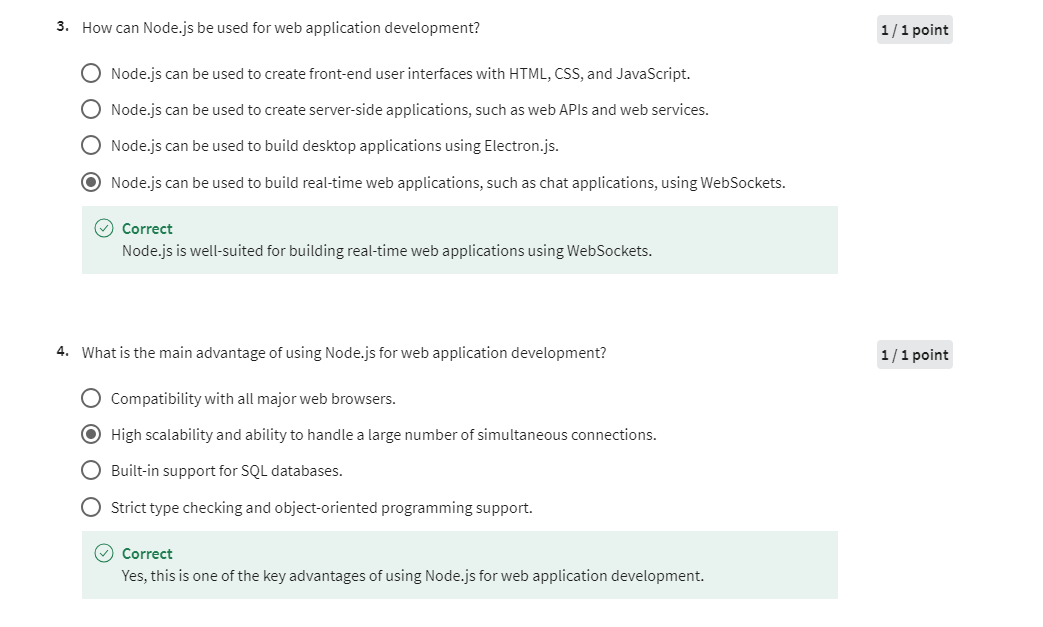 3. How can Node.js be used for web application development?
1 / 1 point
Node.js can be used to create front-end user interfaces with HTML, CSS, and JavaScript.
Node.js can be used to create server-side applications, such as web APIs and web services.
Node.js can be used to build desktop applications using Electron.js.
Node.js can be used to build real-time web applications, such as chat applications, using WebSockets.
Correct
Node.js is well-suited for building real-time web applications using WebSockets.
4. What is the main advantage of using Node.js for web application development?
1 / 1 point
Compatibility with all major web browsers.
High scalability and ability to handle a large number of simultaneous connections.
Built-in support for SQL databases.
Strict type checking and object-oriented programming support.
Correct
Yes, this is one of the key advantages of using Node.js for web application development.